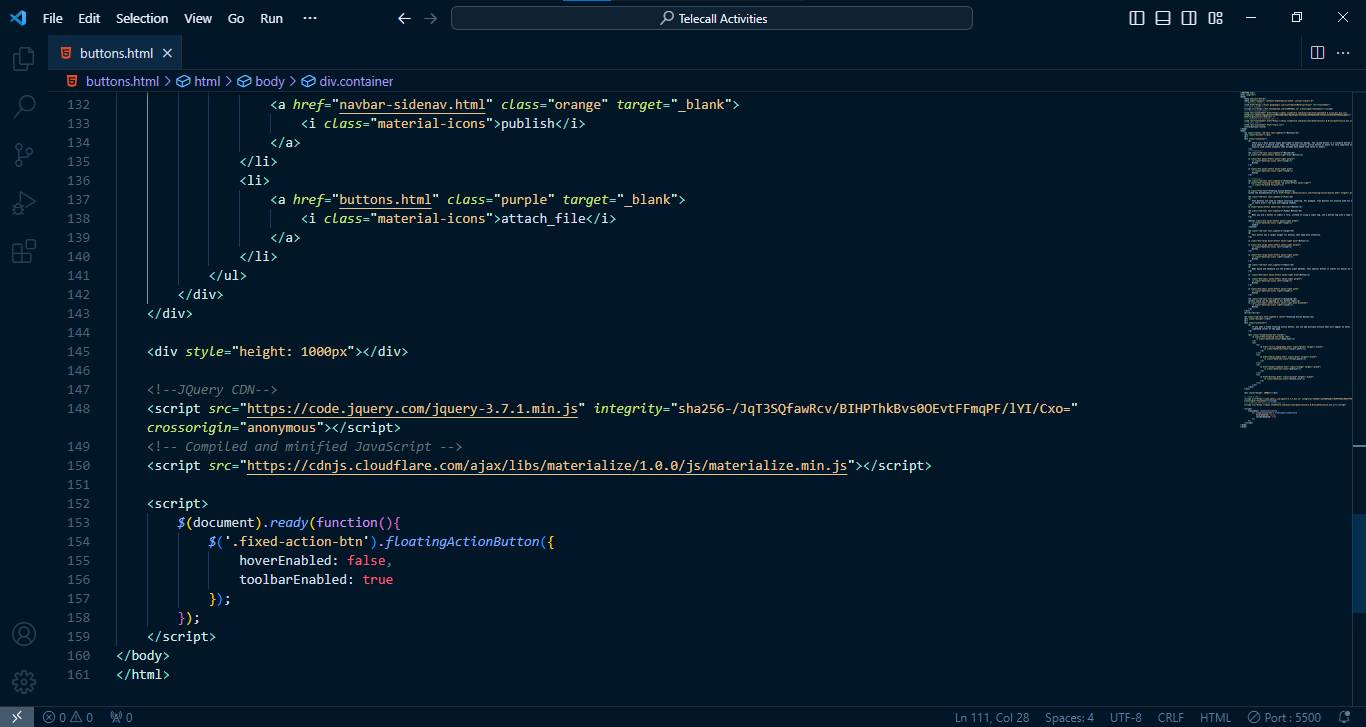 File Edit Selection View Go Run ··· Telecall Activities
buttons.html
buttons.html > html > body > div.container
132 <a href="navbar-sidenav.html" class="orange" target="_blank">
133 <i class="material-icons">publish</i>
134 </a>
135 </li>
136 <li>
137 <a href="buttons.html" class="purple" target="_blank">
138 <i class="material-icons">attach_file</i>
139 </a>
140 </li>
141 </ul>
142 </div>
143 </div>
144
145 <div style="height: 1000px"></div>
146
147 <!--JQuery CDN-->
148 <script src="https://code.jquery.com/jquery-3.7.1.min.js" integrity="sha256-/JqT3SQfawRcv/BIHPThkBvs0OEvtFFmqPF/lYI/Cxo="
crossorigin="anonymous"></script>
149 <!-- Compiled and minified JavaScript -->
150 <script src="https://cdnjs.cloudflare.com/ajax/libs/materialize/1.0.0/js/materialize.min.js"></script>
151
152 <script>
153 $(document).ready(function(){
154 $('.fixed-action-btn').floatingActionButton({
155 hoverEnabled: false,
156 toolbarEnabled: true
157 });
158 });
159 </script>
160 </body>
161 </html>
0 0 0 Ln 111, Col 28 Spaces: 4 UTF-8 CRLF HTML Port : 5500